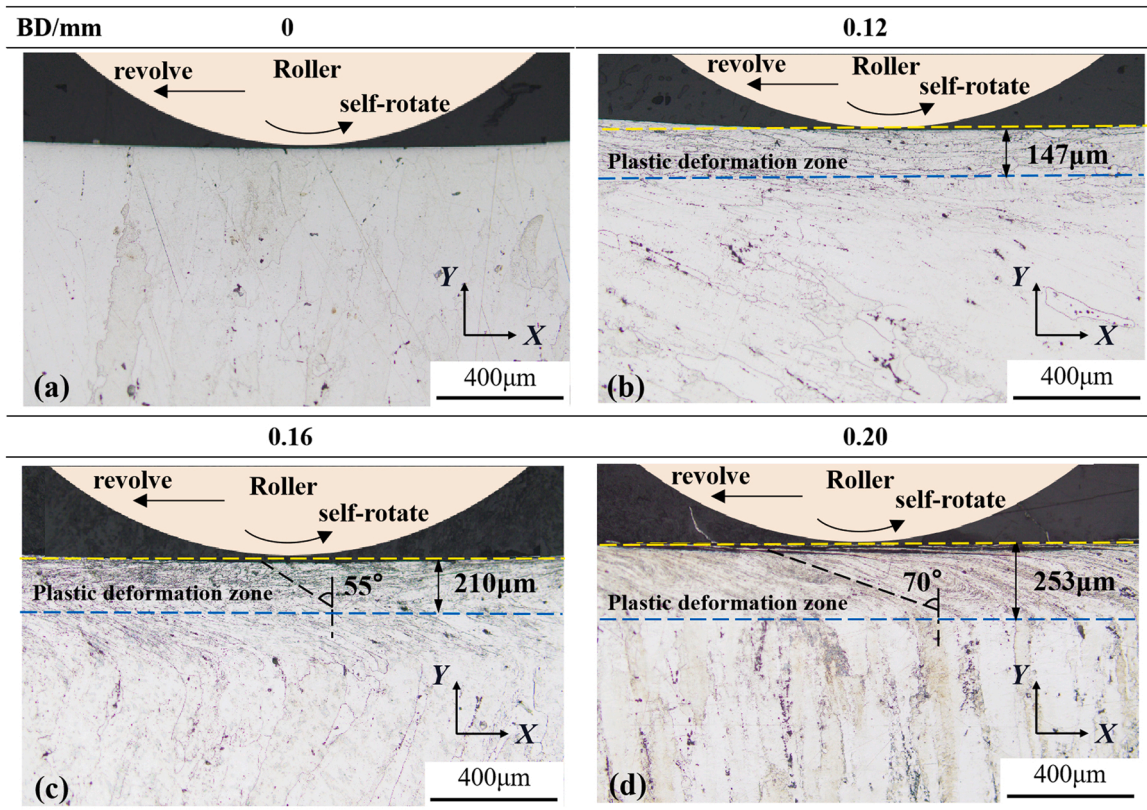 BD/mm 0 0.12
revolve
Roller
self-rotate
Y
X
(a)
400μm
revolve
Roller
self-rotate
Plastic deformation zone
147μm
Y
X
(b)
400μm
0.16 0.20
revolve
Roller
self-rotate
55°
210μm
Plastic deformation zone
Y
X
(c)
400μm
revolve
Roller
self-rotate
70°
253μm
Plastic deformation zone
Y
X
(d)
400μm